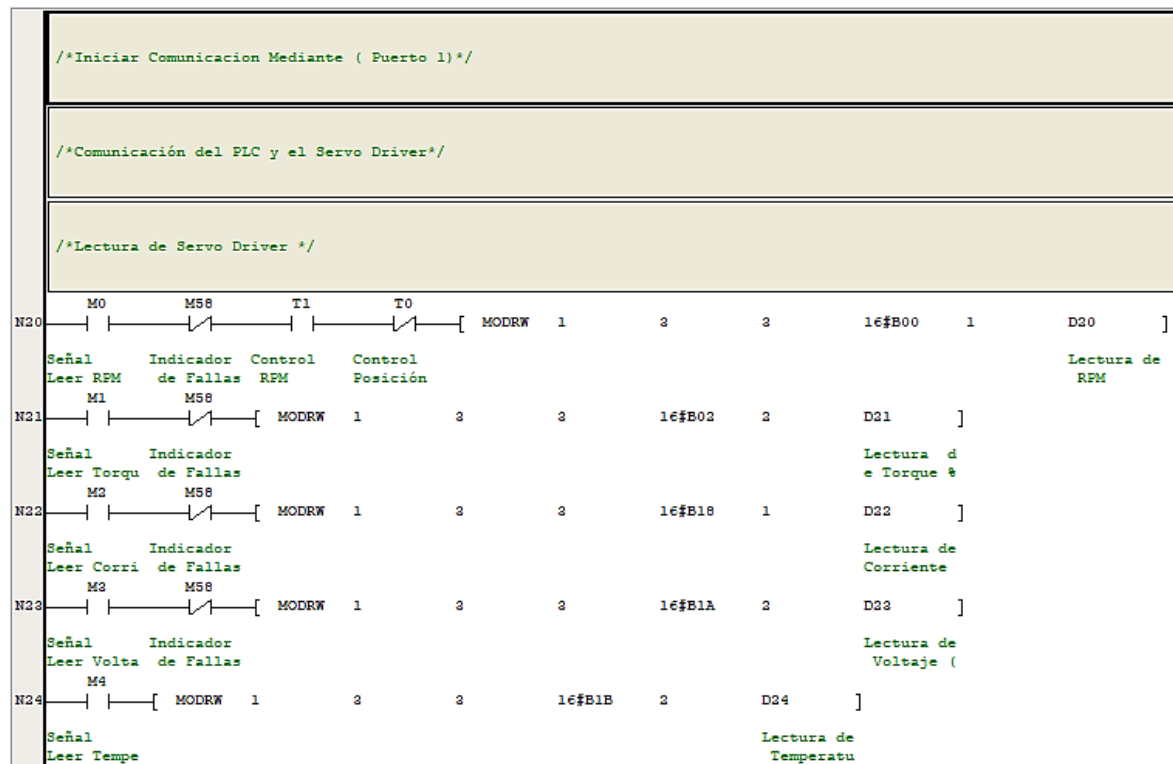 /*Iniciar Comunicacion Mediante ( Puerto 1)*/
/*Comunicación del PLC y el Servo Driver*/
/*Lectura de Servo Driver */
M0 M58 T1 T0
N20 [ MODRW 1 3 3 16#B00 1 D20 ]
Señal Indicador Control Control Lectura de
Leer RPM de Fallas RPM Posición RPM
M1 M58
N21 [ MODRW 1 3 3 16#B02 2 D21 ]
Señal Indicador Lectura d
Leer Torqu de Fallas e Torque %
M2 M58
N22 [ MODRW 1 3 3 16#B18 1 D22 ]
Señal Indicador Lectura de
Leer Corri de Fallas Corriente
M3 M58
N23 [ MODRW 1 3 3 16#B1A 2 D23 ]
Señal Indicador Lectura de
Leer Volta de Fallas Voltaje (
M4
N24 [ MODRW 1 3 3 16#B1B 2 D24 ]
Señal Lectura de
Leer Tempe Temperatu